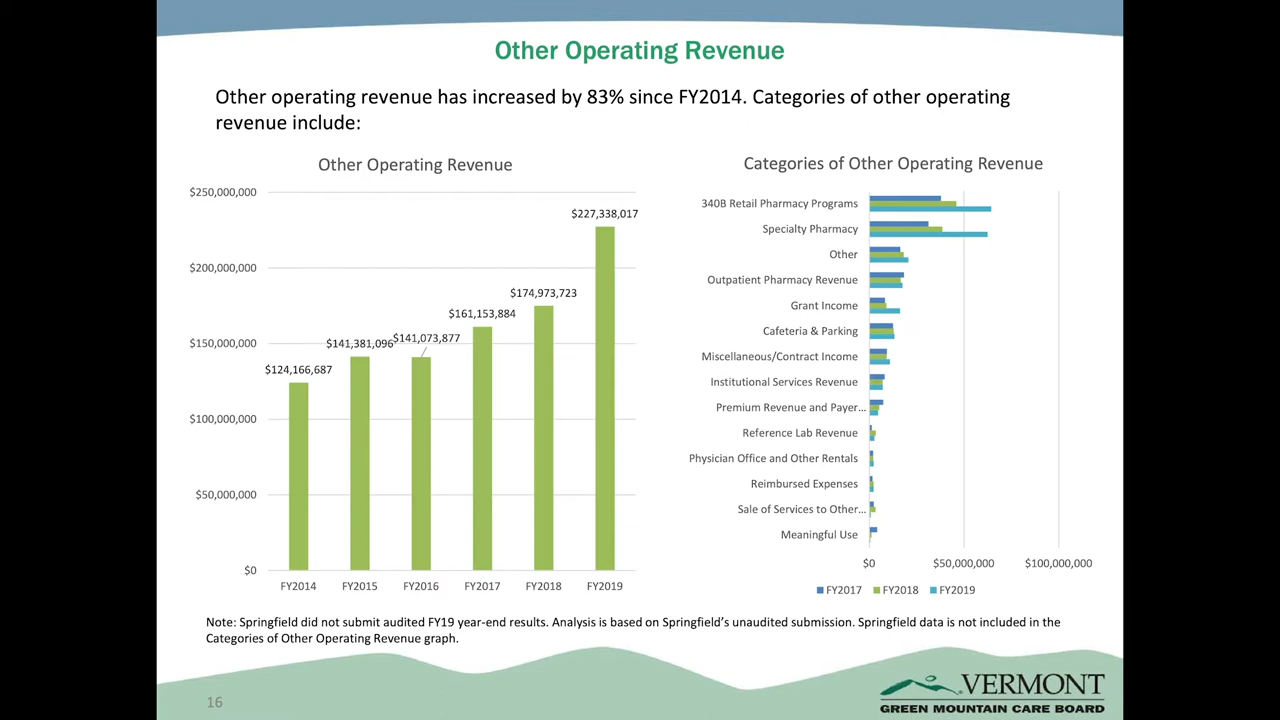 Other Operating Revenue
Other operating revenue has increased by 83% since FY2014. Categories of other operating
revenue include:
Other Operating Revenue
$250,000,000
$200,000,000
$150,000,000
$100,000,000
$50,000,000
$0
$124,166,687
$141,381,096
$141,073,877
$161,153,884
$174,973,723
$227,338,017
FY2014
FY2015
FY2016
FY2017
FY2018
FY2019
Categories of Other Operating Revenue
340B Retail Pharmacy Programs
Specialty Pharmacy
Other
Outpatient Pharmacy Revenue
Grant Income
Cafeteria & Parking
Miscellaneous/Contract Income
Institutional Services Revenue
Premium Revenue and Payer…
Reference Lab Revenue
Physician Office and Other Rentals
Reimbursed Expenses
Sale of Services to Other…
Meaningful Use
$0
$50,000,000
$100,000,000
FY2017
FY2018
FY2019
Note: Springfield did not submit audited FY19 year-end results. Analysis is based on Springfield's unaudited submission. Springfield data is not included in the
Categories of Other Operating Revenue graph.
16
VERMONT
GREEN MOUNTAIN CARE BOARD